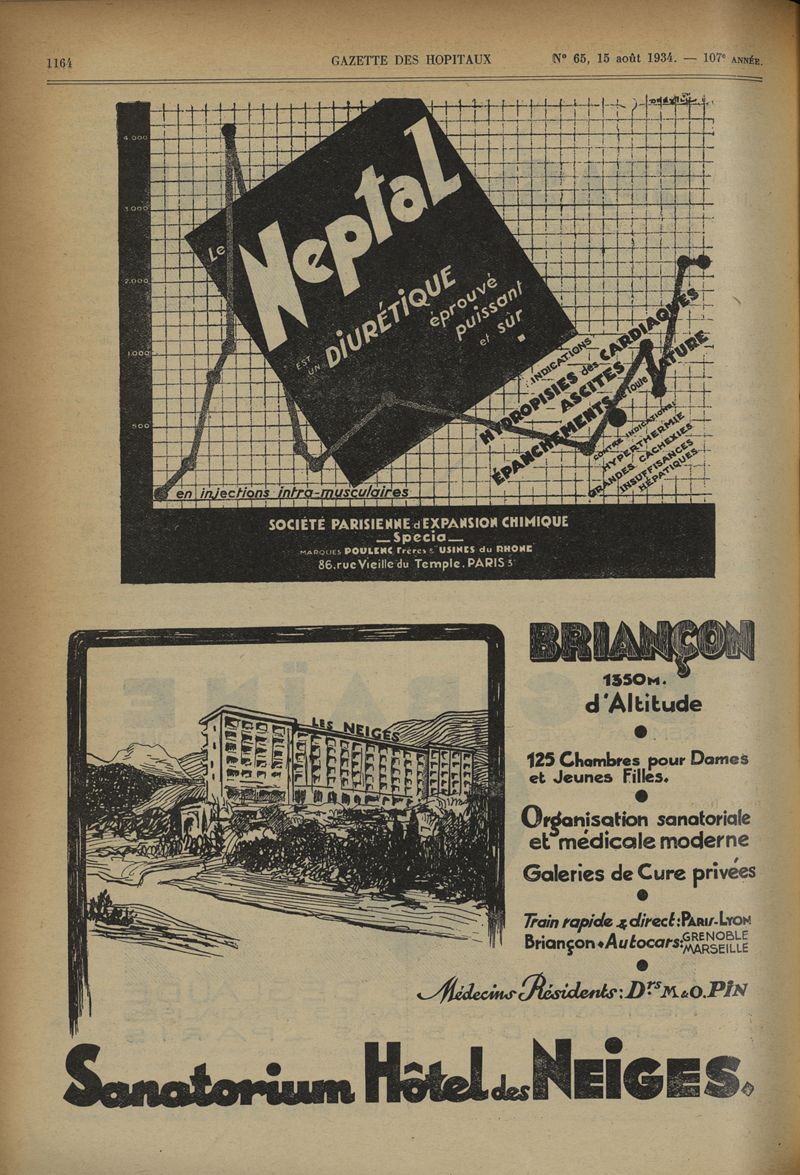 1164 GAZETTE DES HOPITAUX Nº 65, 15 août 1934. — 107e ANNÉE.
4.000
3.000
2.000
1.000
500
Le
Neptal
EST
UN DIURÉTIQUE
éprouvé
puissant
et sûr
INDICATIONS
HYDROPISIES des CARDIAQUES
ASCITES
ÉPANCHEMENTS de toute NATURE
CONTRE INDICATIONS:
HYPERTHERMIE
GRANDES CACHEXIES
INSUFFISANCES
HÉPATIQUES
en injections intra-musculaires
SOCIÉTÉ PARISIENNE d'EXPANSION CHIMIQUE
_ Specia _
MARQUES POULENC Frères & USINES du RHONE
86, rue Vieille du Temple. PARIS 3e
BRIANÇON
1350M.
d'Altitude
125 Chambres pour Dames
et Jeunes Filles.
Organisation sanatoriale
et médicale moderne
Galeries de Cure privées
Train rapide & direct: PARIS-LYON
Briançon • Autocars: GRENOBLE
MARSEILLE
Médecins Résidents: Drs M. & O. PIN
LES NEIGES
Sanatorium Hôtel des NEIGES.